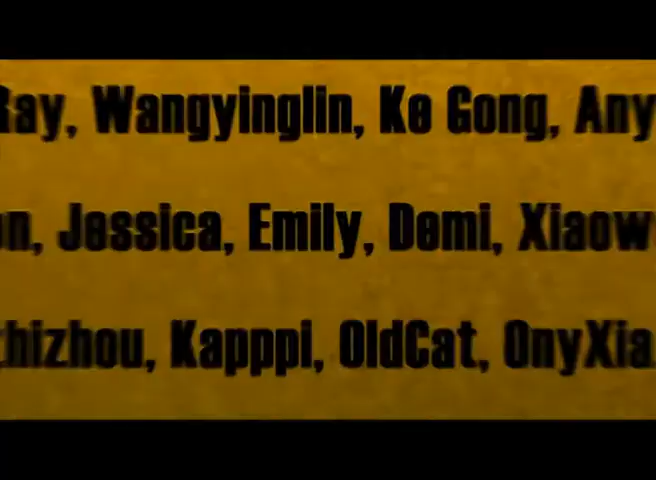 Ray, Wangyinglin, Ke Gong, Any
n, Jessica, Emily, Demi, Xiaow
hizhou, Kapppi, OldCat, OnyXia